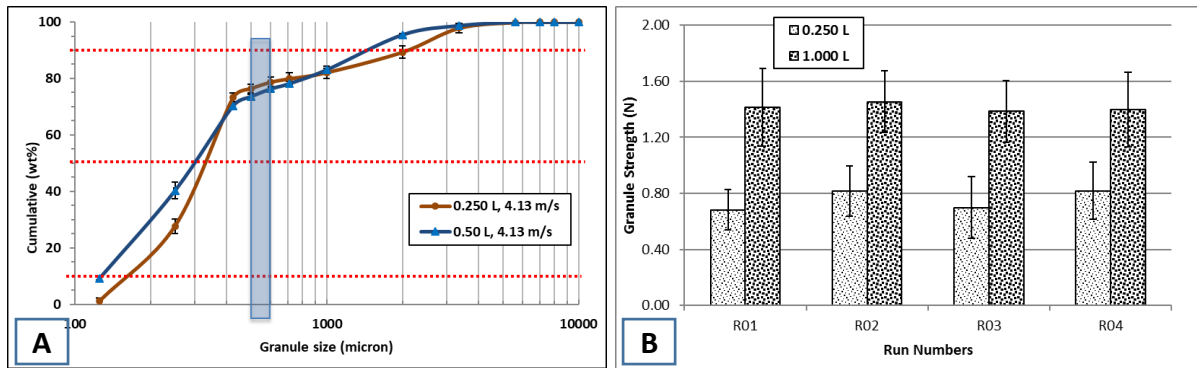 100
80
60
40
20
0
Cumulative (wt%)
100
1000
10000
Granule size (micron)
0.250 L, 4.13 m/s
0.50 L, 4.13 m/s
A
2.00
1.60
1.20
0.80
0.40
0.00
Granule Strength (N)
0.250 L
1.000 L
R01
R02
R03
R04
Run Numbers
B